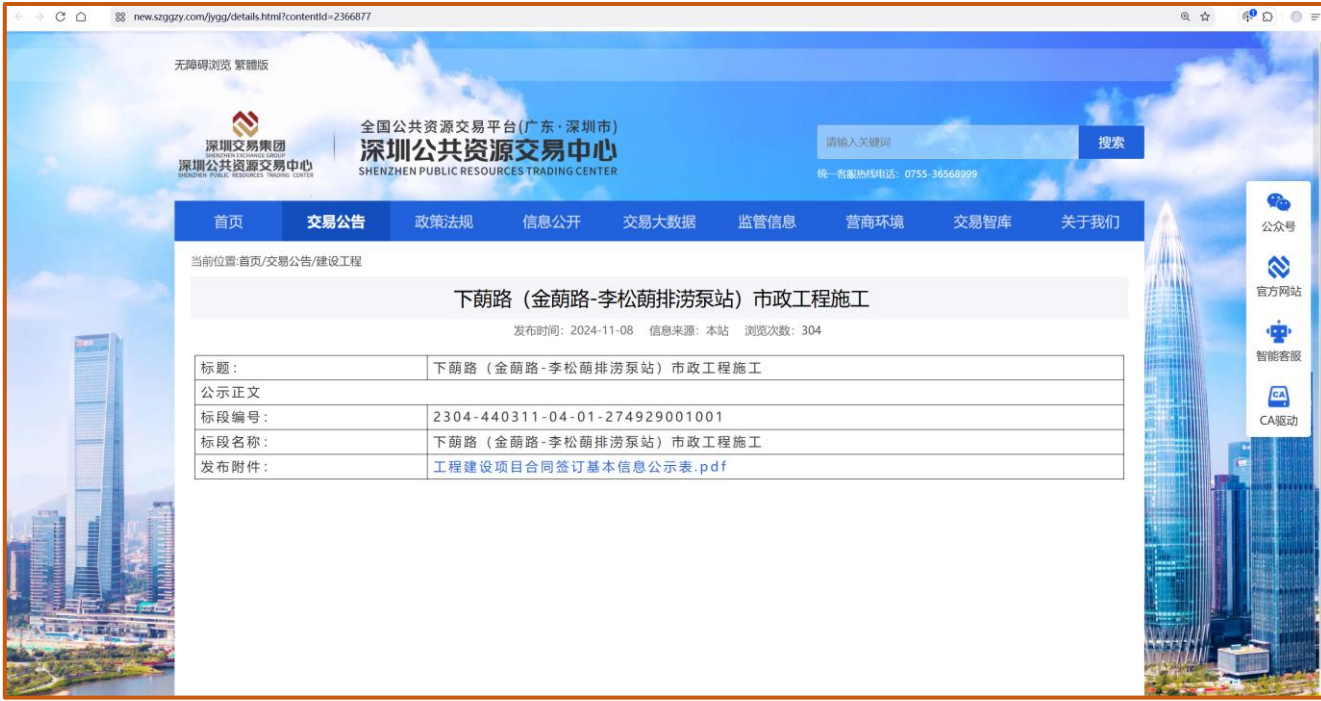 new.szggzy.com/jygg/details.html?contentId=2366877
无障碍浏览 繁體版
深圳交易集团
SHENZHEN EXCHANGE GROUP
深圳公共资源交易中心
SHENZHEN PUBLIC RESOURCES TRADING CENTER
全国公共资源交易平台(广东·深圳市)
深圳公共资源交易中心
SHENZHEN PUBLIC RESOURCES TRADING CENTER
请输入关键词
搜索
统一客服热线电话：0755-36568999
首页 交易公告 政策法规 信息公开 交易大数据 监管信息 营商环境 交易智库 关于我们
公众号
官方网站
智能客服
CA
CA驱动
当前位置:首页/交易公告/建设工程
下蓢路（金蓢路-李松蓢排涝泵站）市政工程施工
发布时间：2024-11-08 信息来源：本站 浏览次数：304
标题： 下蓢路（金蓢路-李松蓢排涝泵站）市政工程施工
公示正文
标段编号： 2304-440311-04-01-274929001001
标段名称： 下蓢路（金蓢路-李松蓢排涝泵站）市政工程施工
发布附件： 工程建设项目合同签订基本信息公示表.pdf